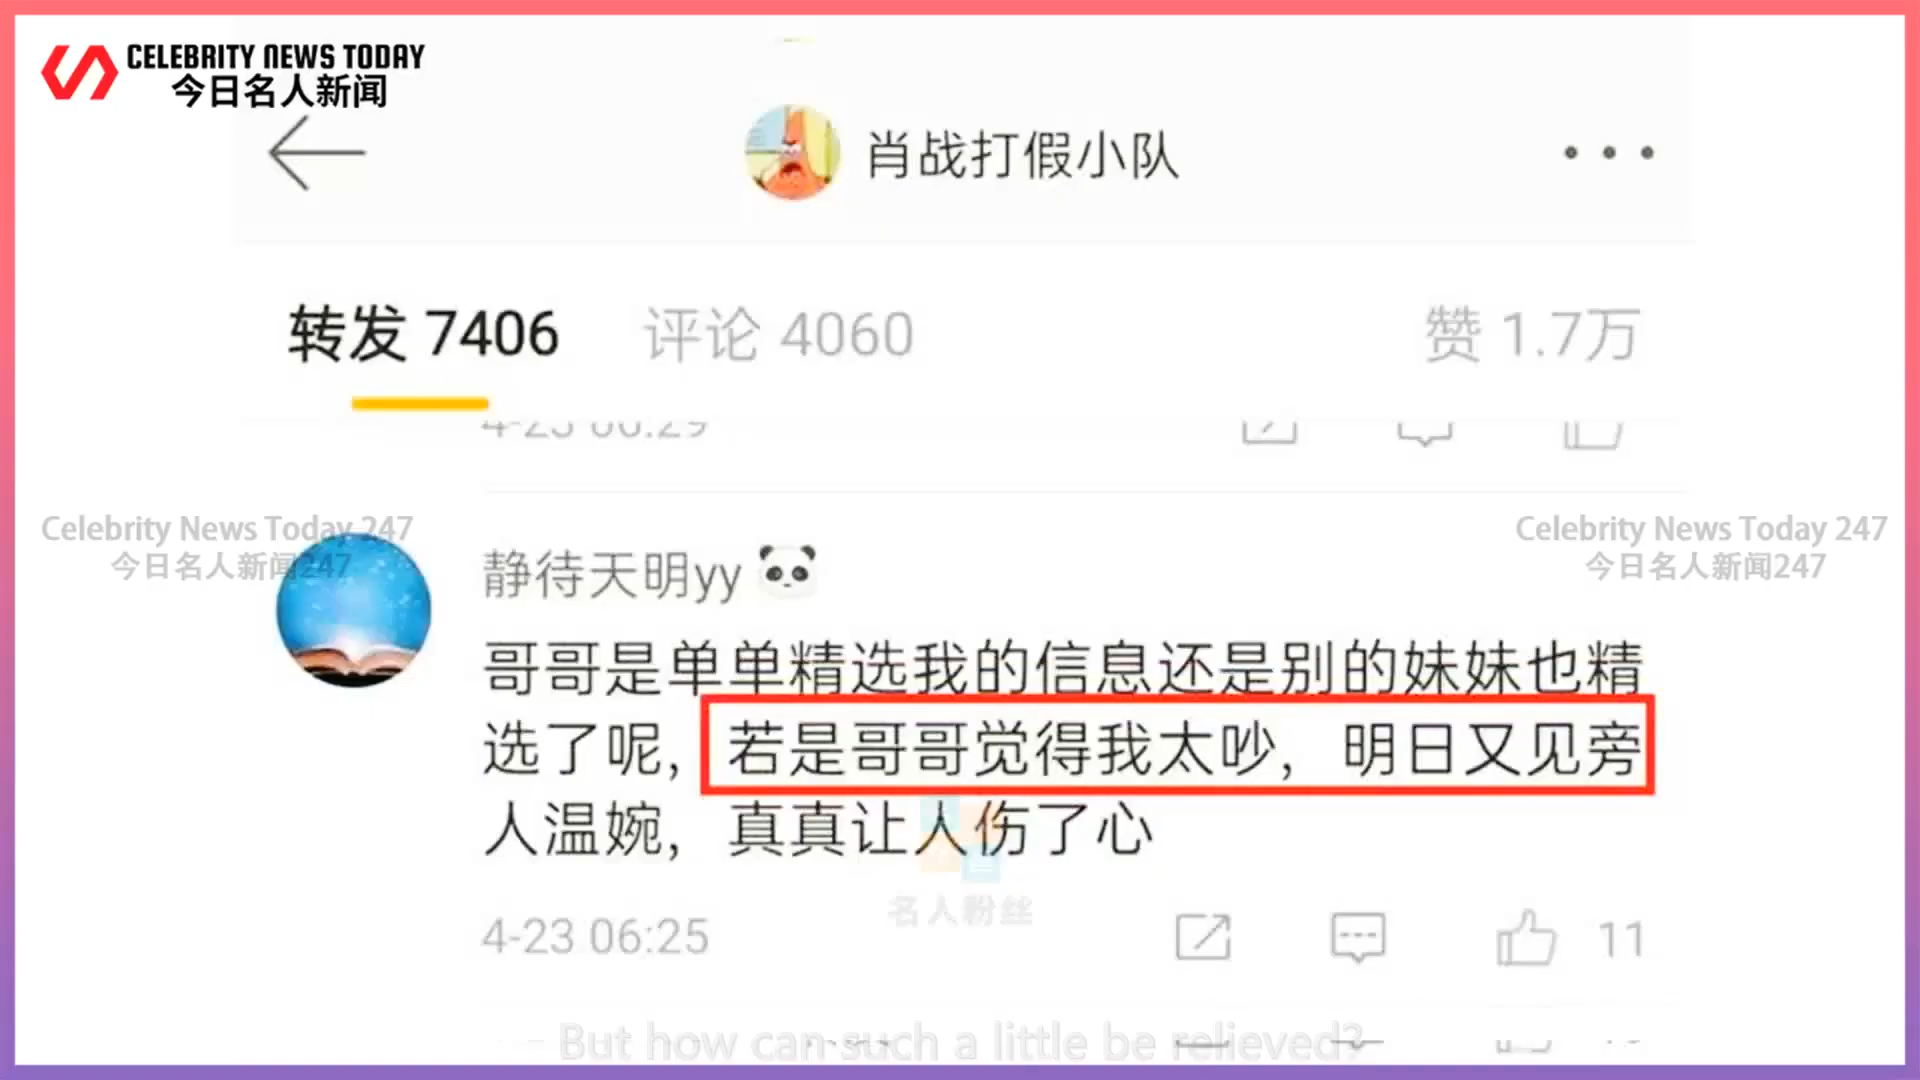 CELEBRITY NEWS TODAY
今日名人新闻
肖战打假小队
转发 7406 评论 4060 赞 1.7万
4-23 06:29
Celebrity News Today 247
今日名人新闻247
Celebrity News Today 247
今日名人新闻247
静待天明yy
哥哥是单单精选我的信息还是别的妹妹也精
选了呢，若是哥哥觉得我太吵，明日又见旁
人温婉，真真让人伤了心
名人粉丝
4-23 06:25 11
But how can such a little be relieved?